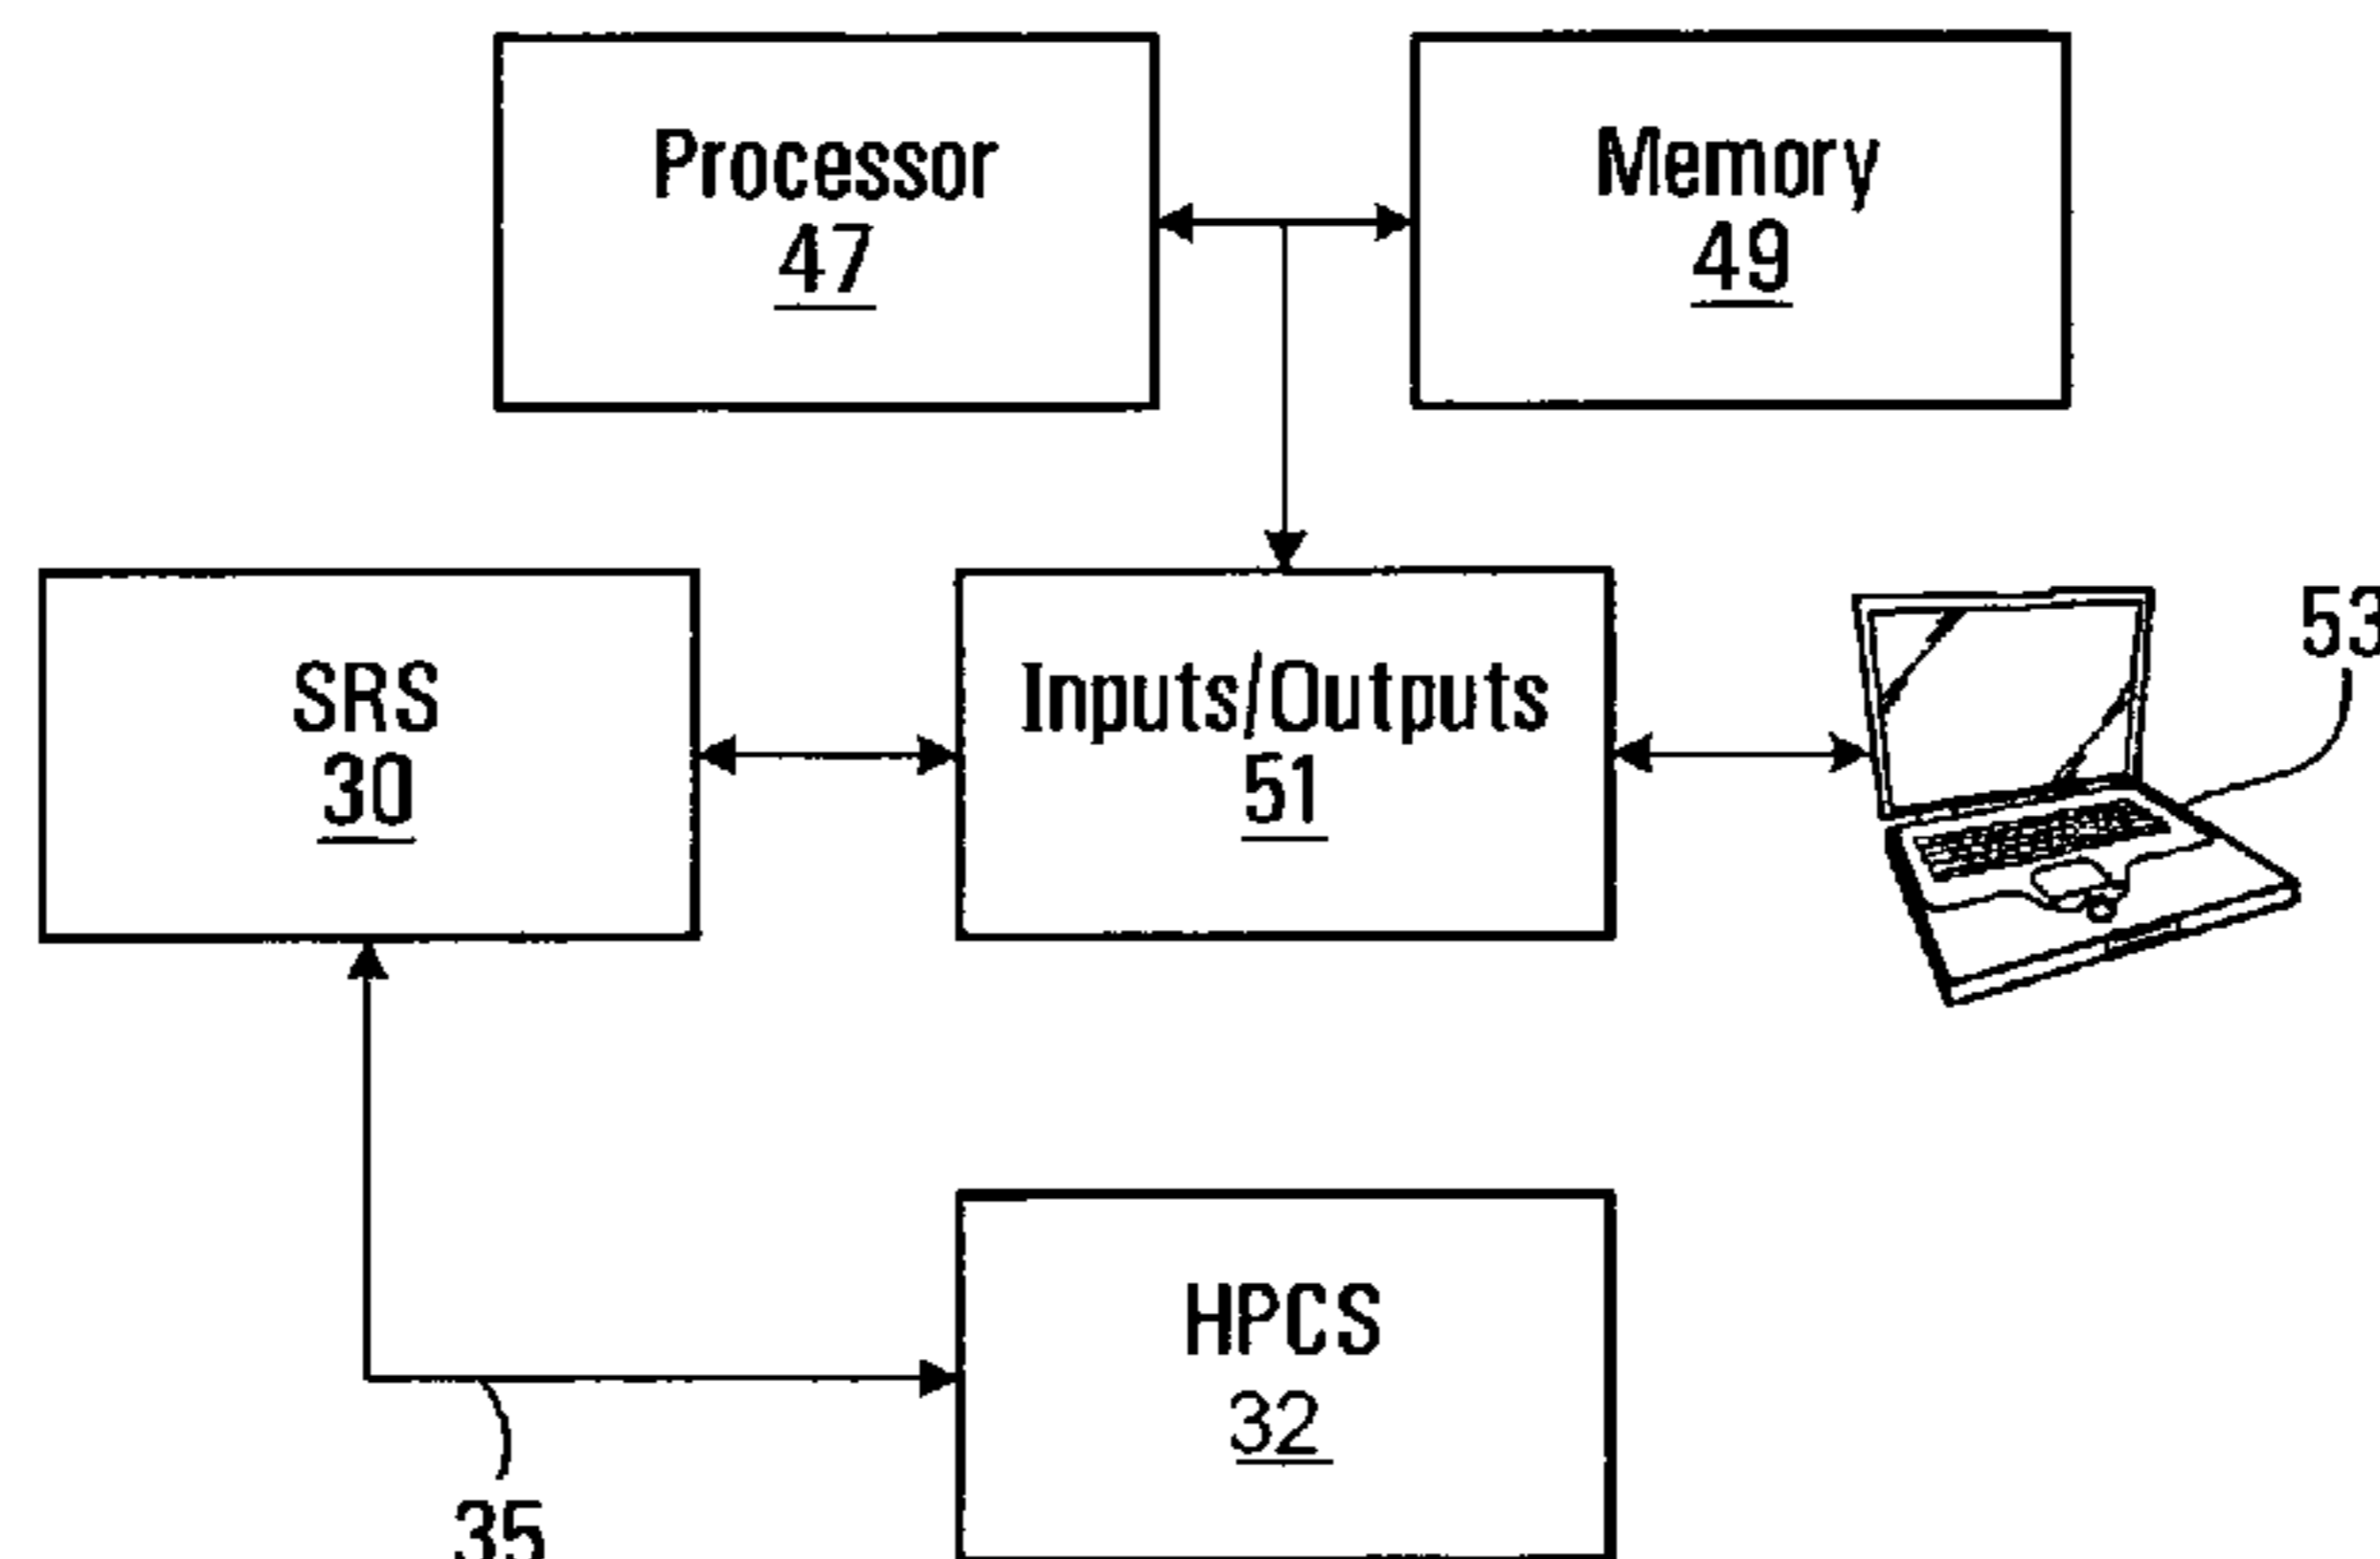 Processor
47
Memory
49
SRS
30
Inputs/Outputs
51
53
HPCS
32
35